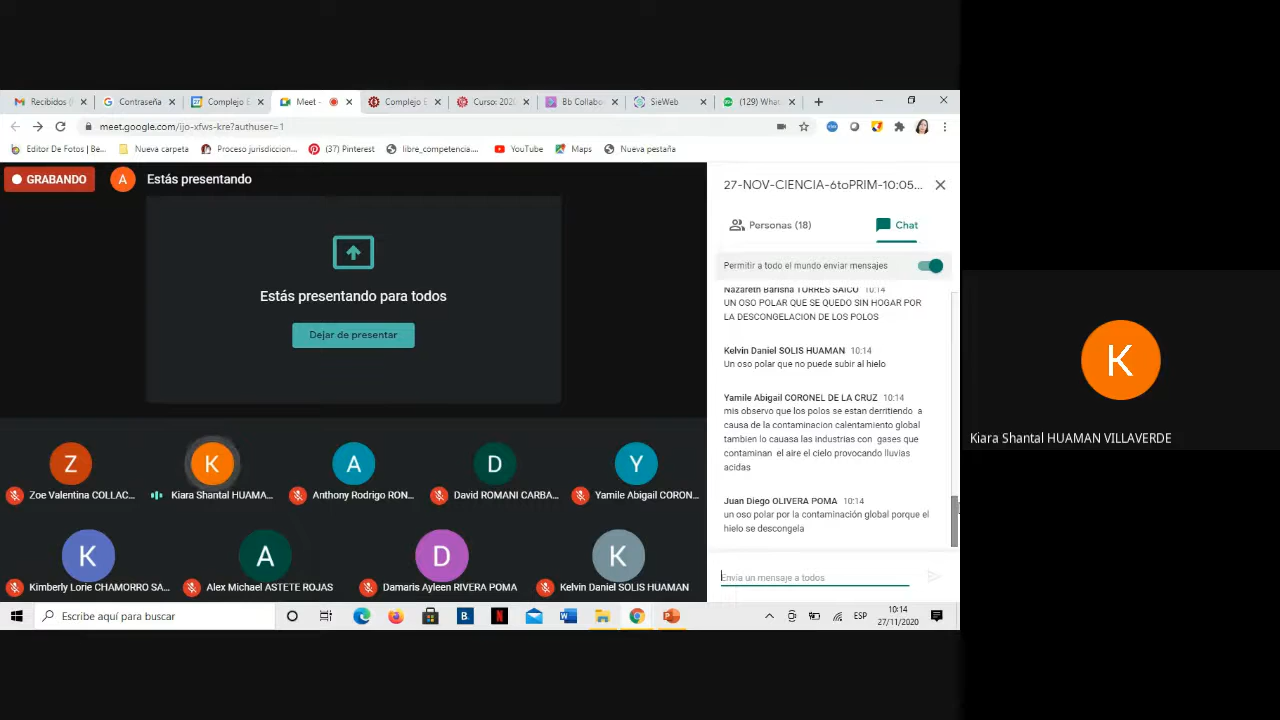 Recibidos (
Contraseña
Complejo E
Meet -
Complejo E
Curso: 202
Bb Collabo
SieWeb
(129) What
meet.google.com/ijo-xfws-kre?authuser=1
Editor De Fotos | Be...
Nueva carpeta
Proceso jurisdiccion...
(37) Pinterest
libre_competencia....
YouTube
Maps
Nueva pestaña
GRABANDO
A
Estás presentando
Estás presentando para todos
Dejar de presentar
Z
Zoe Valentina COLLAC...
K
Kiara Shantal HUAMA...
A
Anthony Rodrigo RON...
D
David ROMANI CARBA...
Y
Yamile Abigail CORON...
K
Kimberly Lorie CHAMORRO SA...
A
Alex Michael ASTETE ROJAS
D
Damaris Ayleen RIVERA POMA
K
Kelvin Daniel SOLIS HUAMAN
27-NOV-CIENCIA-6toPRIM-10:05...
Personas (18)
Chat
Permitir a todo el mundo enviar mensajes
Nazareth Barisha TORRES SAICO 10:14
UN OSO POLAR QUE SE QUEDO SIN HOGAR POR
LA DESCONGELACION DE LOS POLOS
Kelvin Daniel SOLIS HUAMAN 10:14
Un oso polar que no puede subir al hielo
Yamile Abigail CORONEL DE LA CRUZ 10:14
mis observo que los polos se estan derritiendo a
causa de la contaminacion calentamiento global
tambien lo cauasa las industrias con gases que
contaminan el aire el cielo provocando lluvias
acidas
Juan Diego OLIVERA POMA 10:14
un oso polar por la contaminación global porque el
hielo se descongela
Envía un mensaje a todos
K
Kiara Shantal HUAMAN VILLAVERDE
Escribe aquí para buscar
B.
N
ESP
10:14
27/11/2020